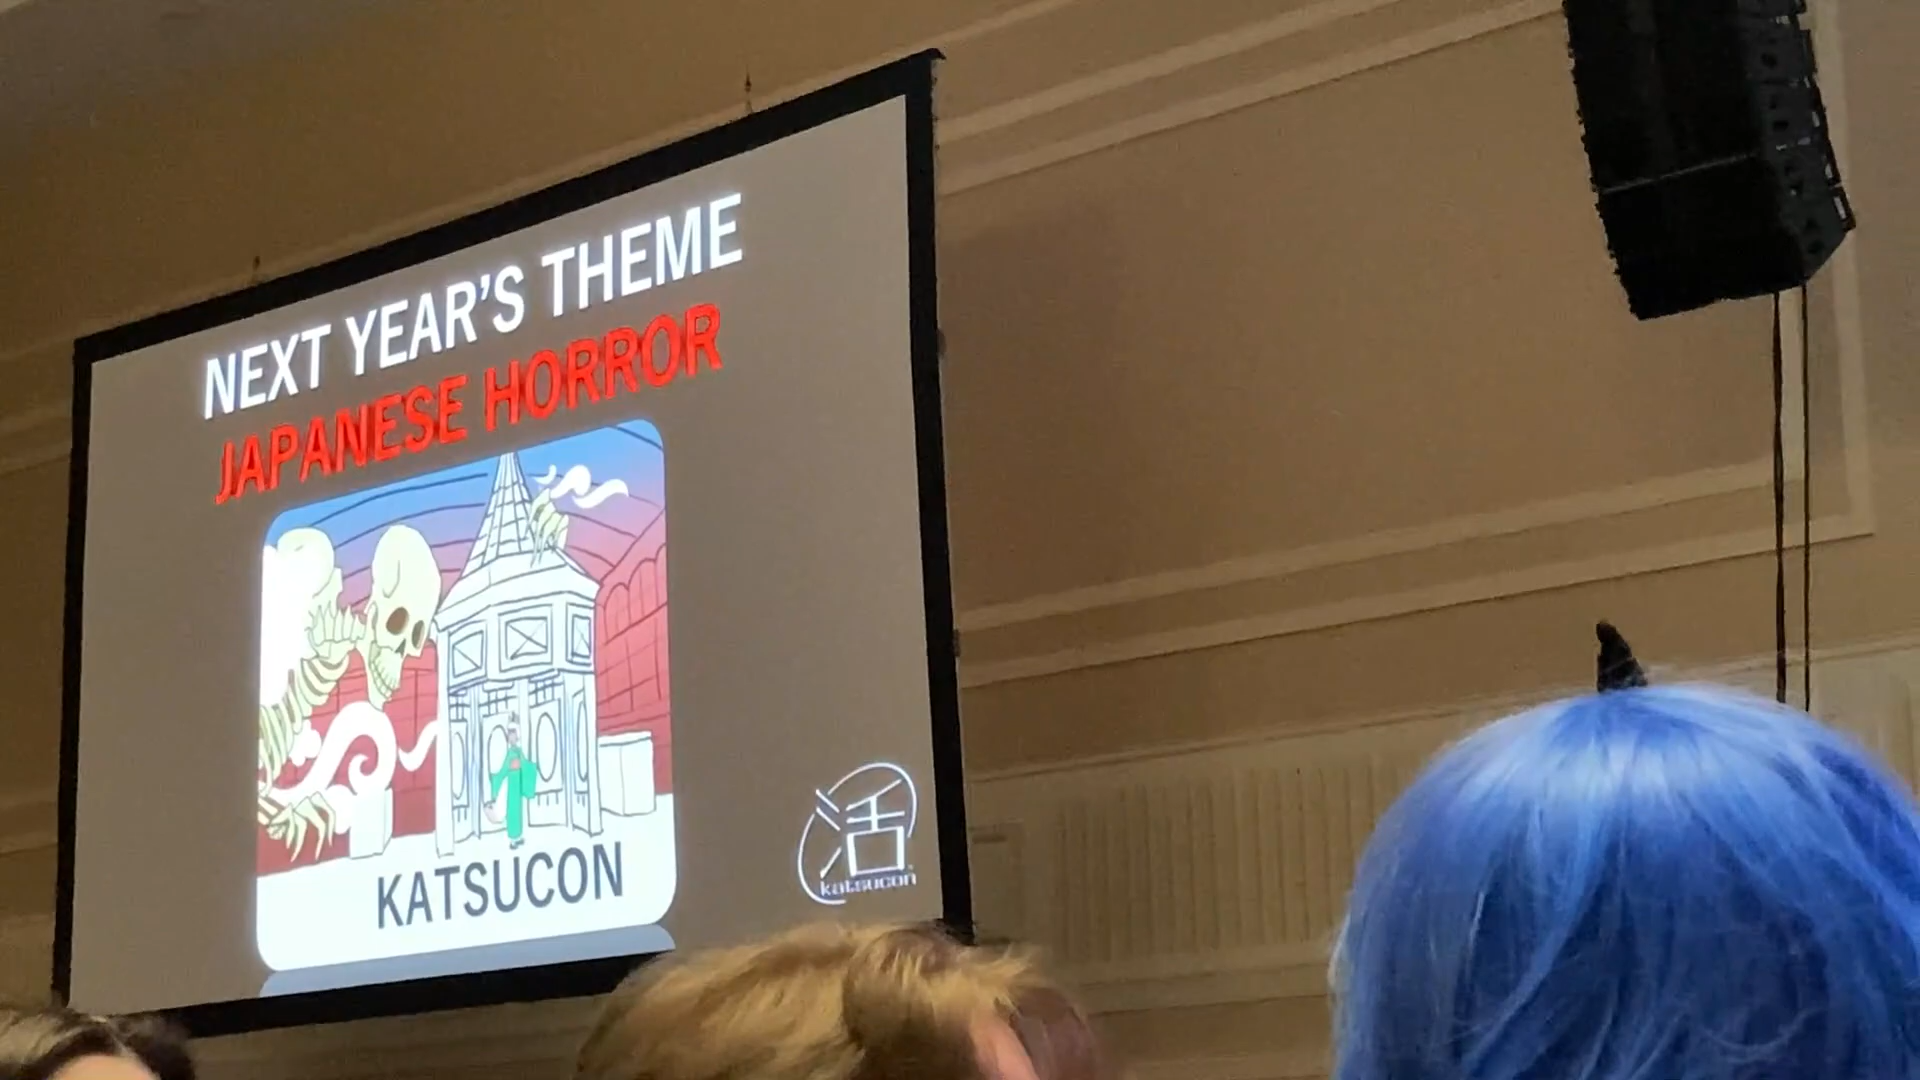 NEXT YEAR'S THEME
JAPANESE HORROR
KATSUCON
活
katsucon